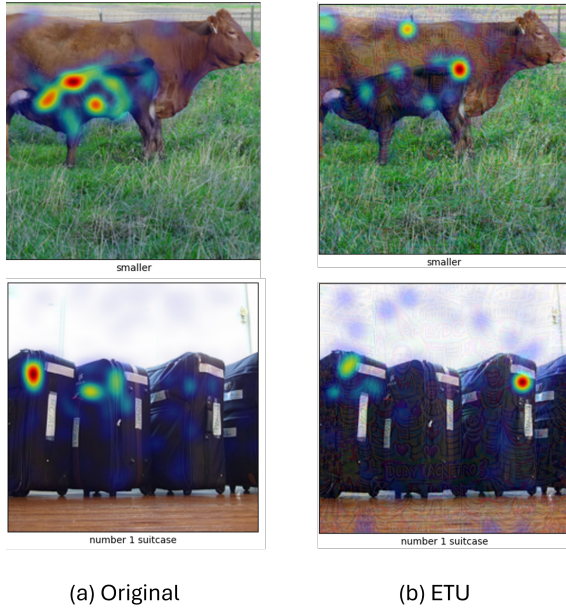 smaller
smaller
number 1 suitcase
number 1 suitcase
(a) Original
(b) ETU